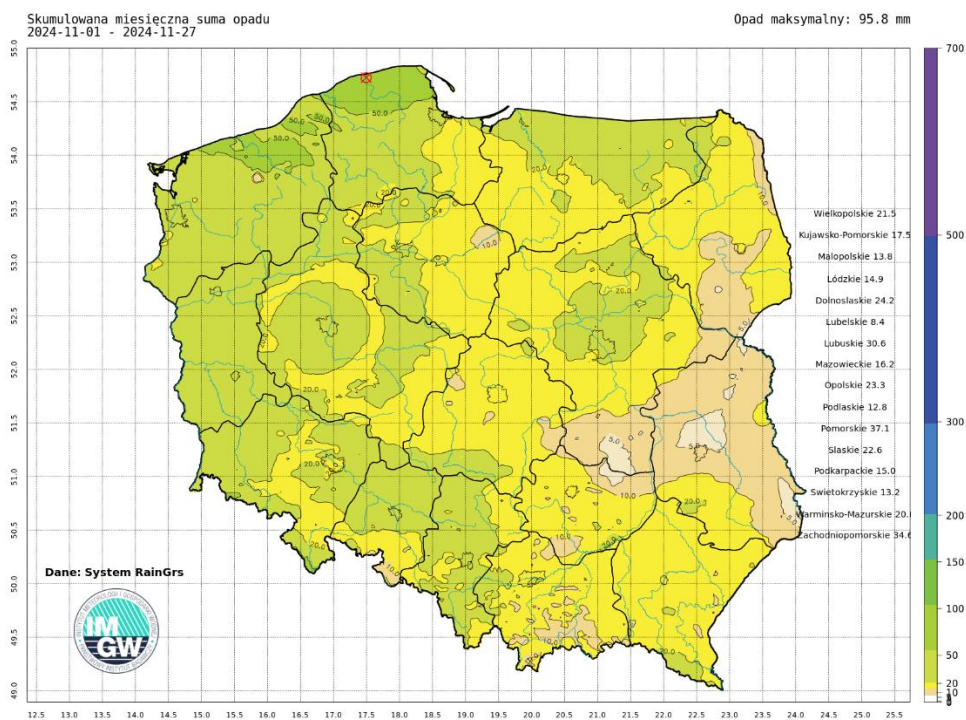 Skumulowana miesięczna suma opadu
2024-11-01 - 2024-11-27
Opad maksymalny: 95.8 mm
Wielkopolskie 21.5
Kujawsko-Pomorskie 17.5
Malopolskie 13.8
Lódzkie 14.9
Dolnoslaskie 24.2
Lubelskie 8.4
Lubuskie 30.6
Mazowieckie 16.2
Opolskie 23.3
Podlaskie 12.8
Pomorskie 37.1
Slaskie 22.6
Podkarpackie 15.0
Swietokrzyskie 13.2
Warminsko-Mazurskie 20.
Zachodniopomorskie 34.6
Dane: System RainGrs
IMGW
700
500
300
200
150
100
50
20
10
55.0
54.5
54.0
53.5
53.0
52.5
52.0
51.5
51.0
50.5
50.0
49.5
49.0
12.5 13.0 13.5 14.0 14.5 15.0 15.5 16.0 16.5 17.0 17.5 18.0 18.5 19.0 19.5 20.0 20.5 21.0 21.5 22.0 22.5 23.0 23.5 24.0 24.5 25.0 25.5